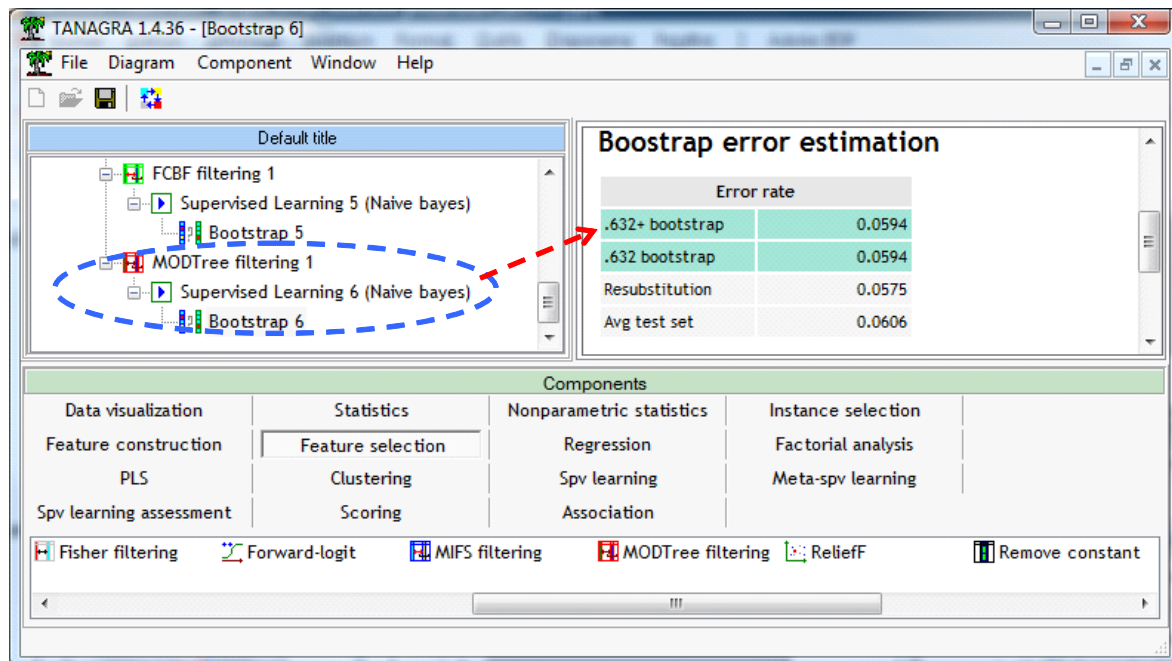 TANAGRA 1.4.36 - [Bootstrap 6]
File Diagram Component Window Help
Default title
FCBF filtering 1
Supervised Learning 5 (Naive bayes)
Bootstrap 5
MODTree filtering 1
Supervised Learning 6 (Naive bayes)
Bootstrap 6
Boostrap error estimation
Error rate
.632+ bootstrap 0.0594
.632 bootstrap 0.0594
Resubstitution 0.0575
Avg test set 0.0606
Components
Data visualization Statistics Nonparametric statistics Instance selection
Feature construction Feature selection Regression Factorial analysis
PLS Clustering Spv learning Meta-spv learning
Spv learning assessment Scoring Association
Fisher filtering Forward-logit MIFS filtering MODTree filtering ReliefF Remove constant